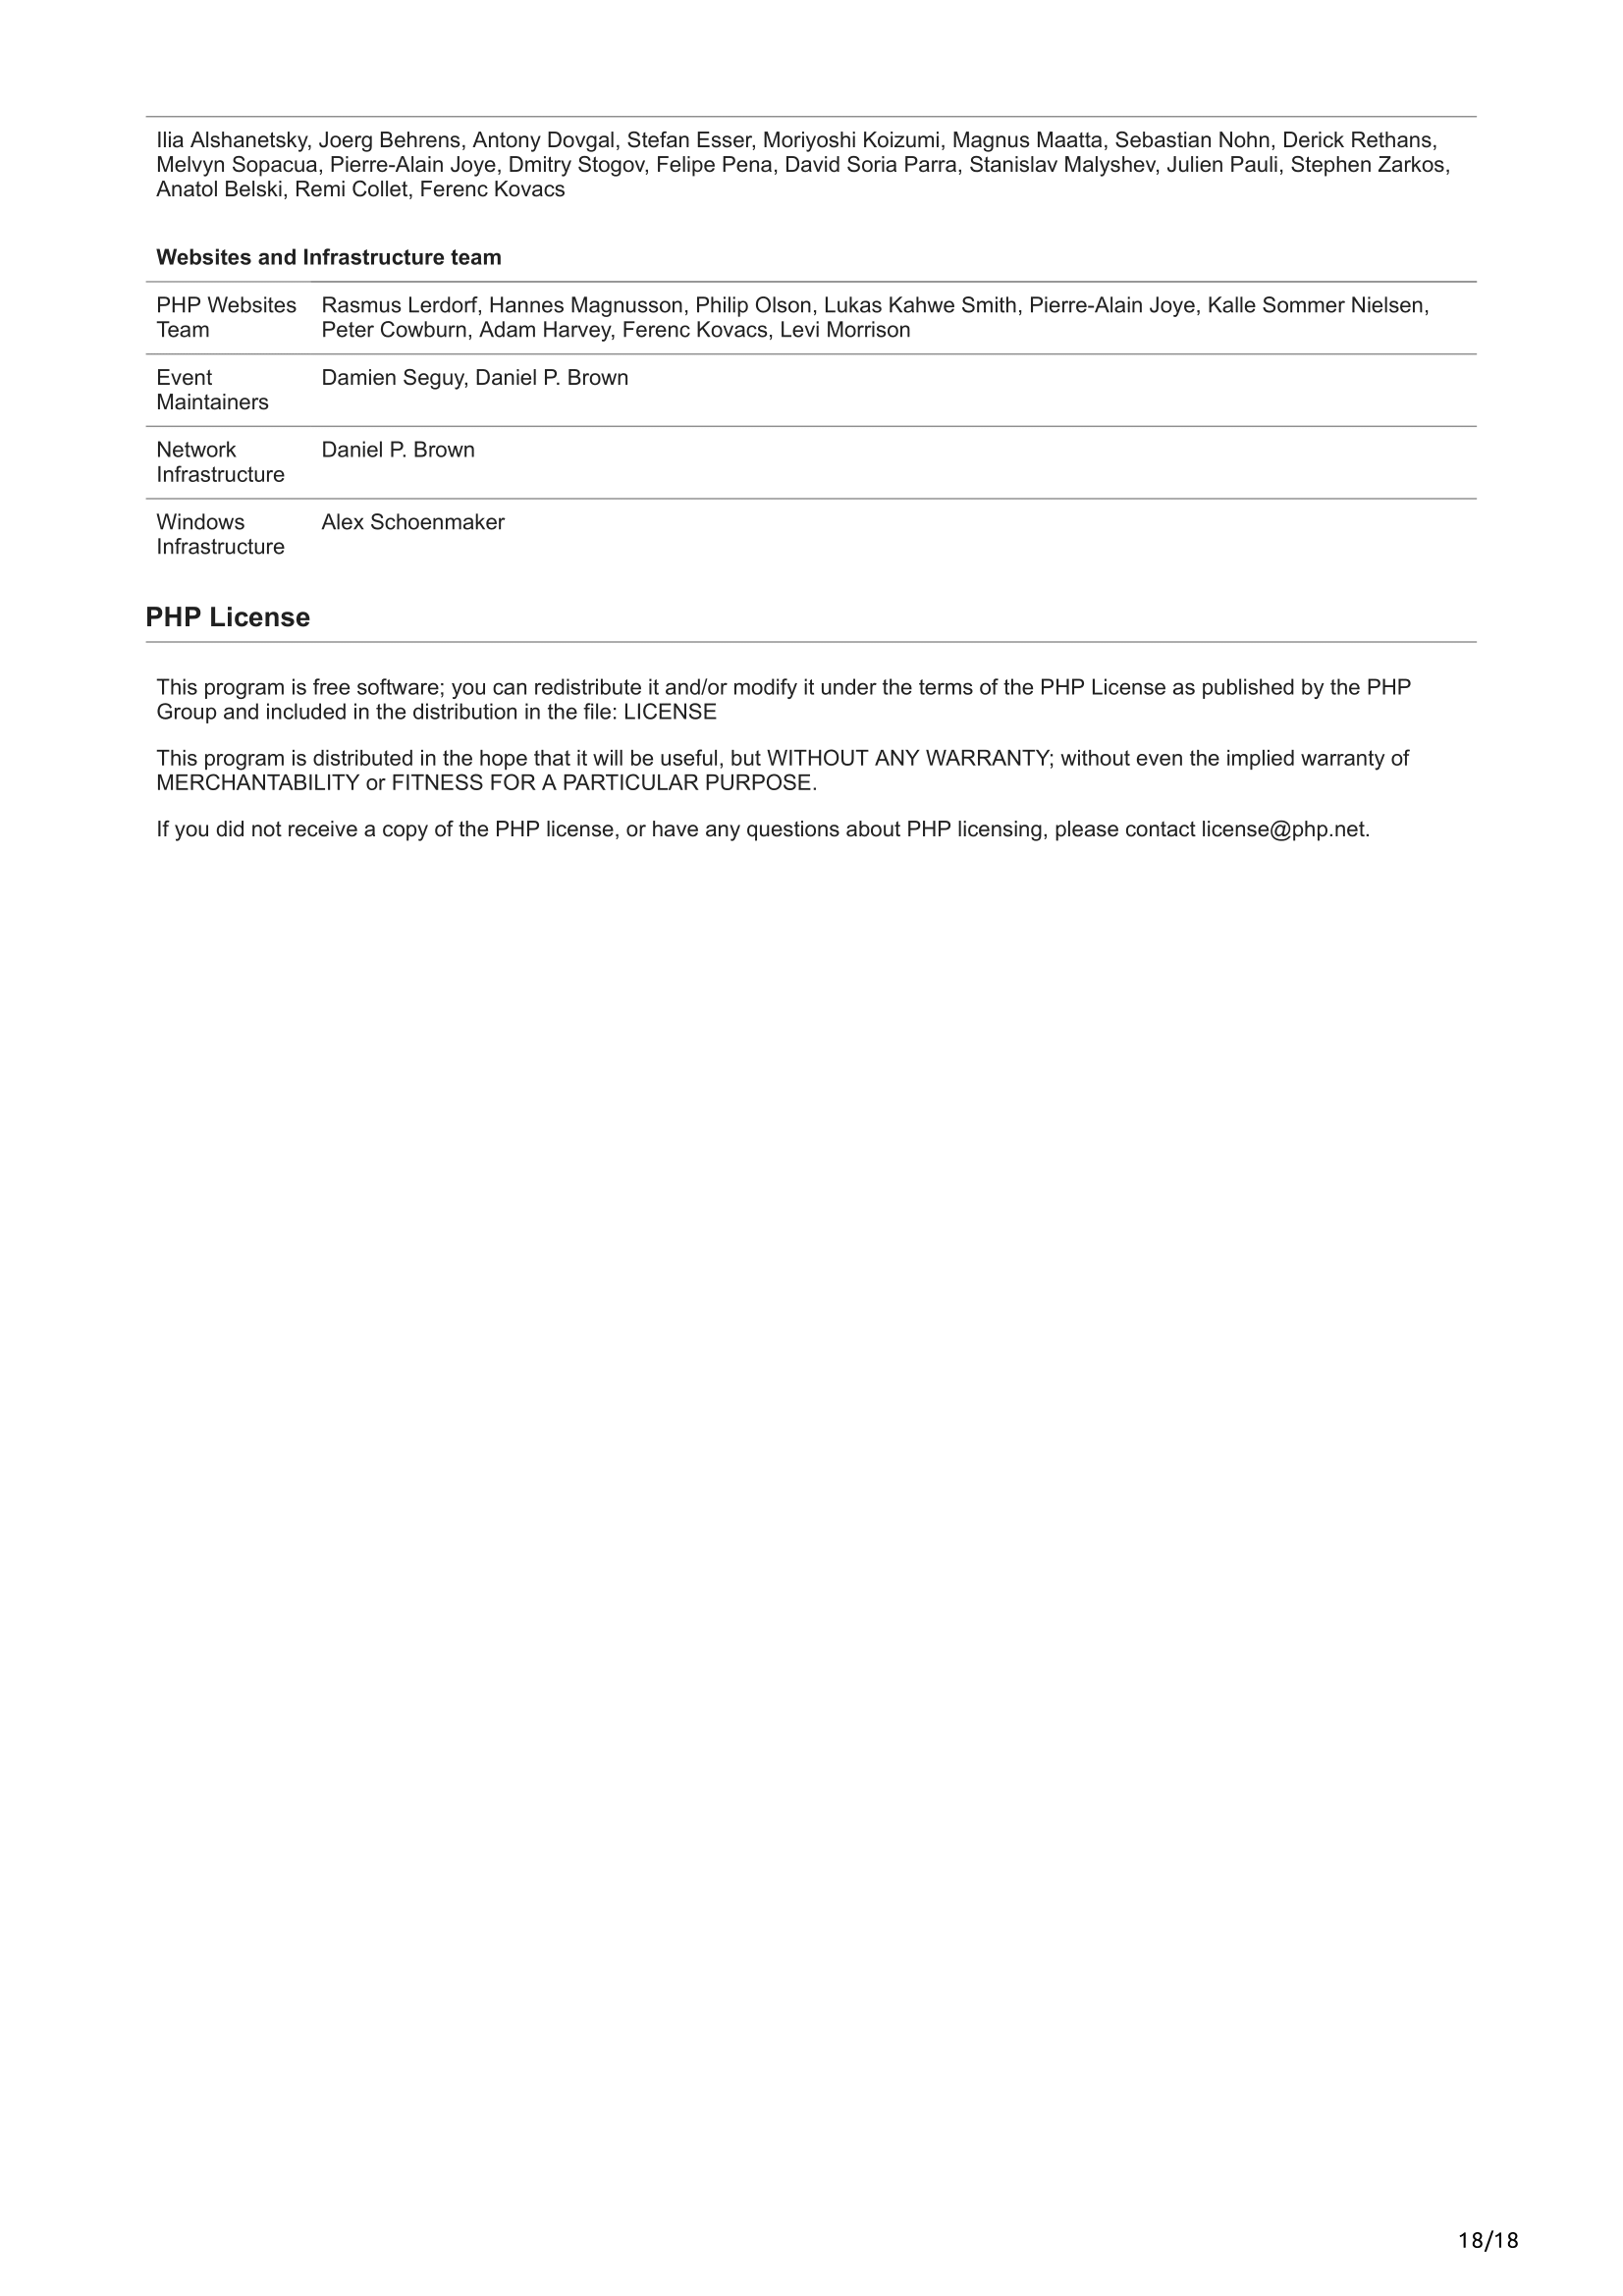 Ilia Alshanetsky, Joerg Behrens, Antony Dovgal, Stefan Esser, Moriyoshi Koizumi, Magnus Maatta, Sebastian Nohn, Derick Rethans,
Melvyn Sopacua, Pierre-Alain Joye, Dmitry Stogov, Felipe Pena, David Soria Parra, Stanislav Malyshev, Julien Pauli, Stephen Zarkos,
Anatol Belski, Remi Collet, Ferenc Kovacs
Websites and Infrastructure team
PHP Websites Team Rasmus Lerdorf, Hannes Magnusson, Philip Olson, Lukas Kahwe Smith, Pierre-Alain Joye, Kalle Sommer Nielsen,
Peter Cowburn, Adam Harvey, Ferenc Kovacs, Levi Morrison
Event Damien Seguy, Daniel P. Brown
Maintainers
Network Daniel P. Brown
Infrastructure
Windows Alex Schoenmaker
Infrastructure
PHP License
This program is free software; you can redistribute it and/or modify it under the terms of the PHP License as published by the PHP
Group and included in the distribution in the file: LICENSE
This program is distributed in the hope that it will be useful, but WITHOUT ANY WARRANTY; without even the implied warranty of
MERCHANTABILITY or FITNESS FOR A PARTICULAR PURPOSE.
If you did not receive a copy of the PHP license, or have any questions about PHP licensing, please contact license@php.net.
18/18